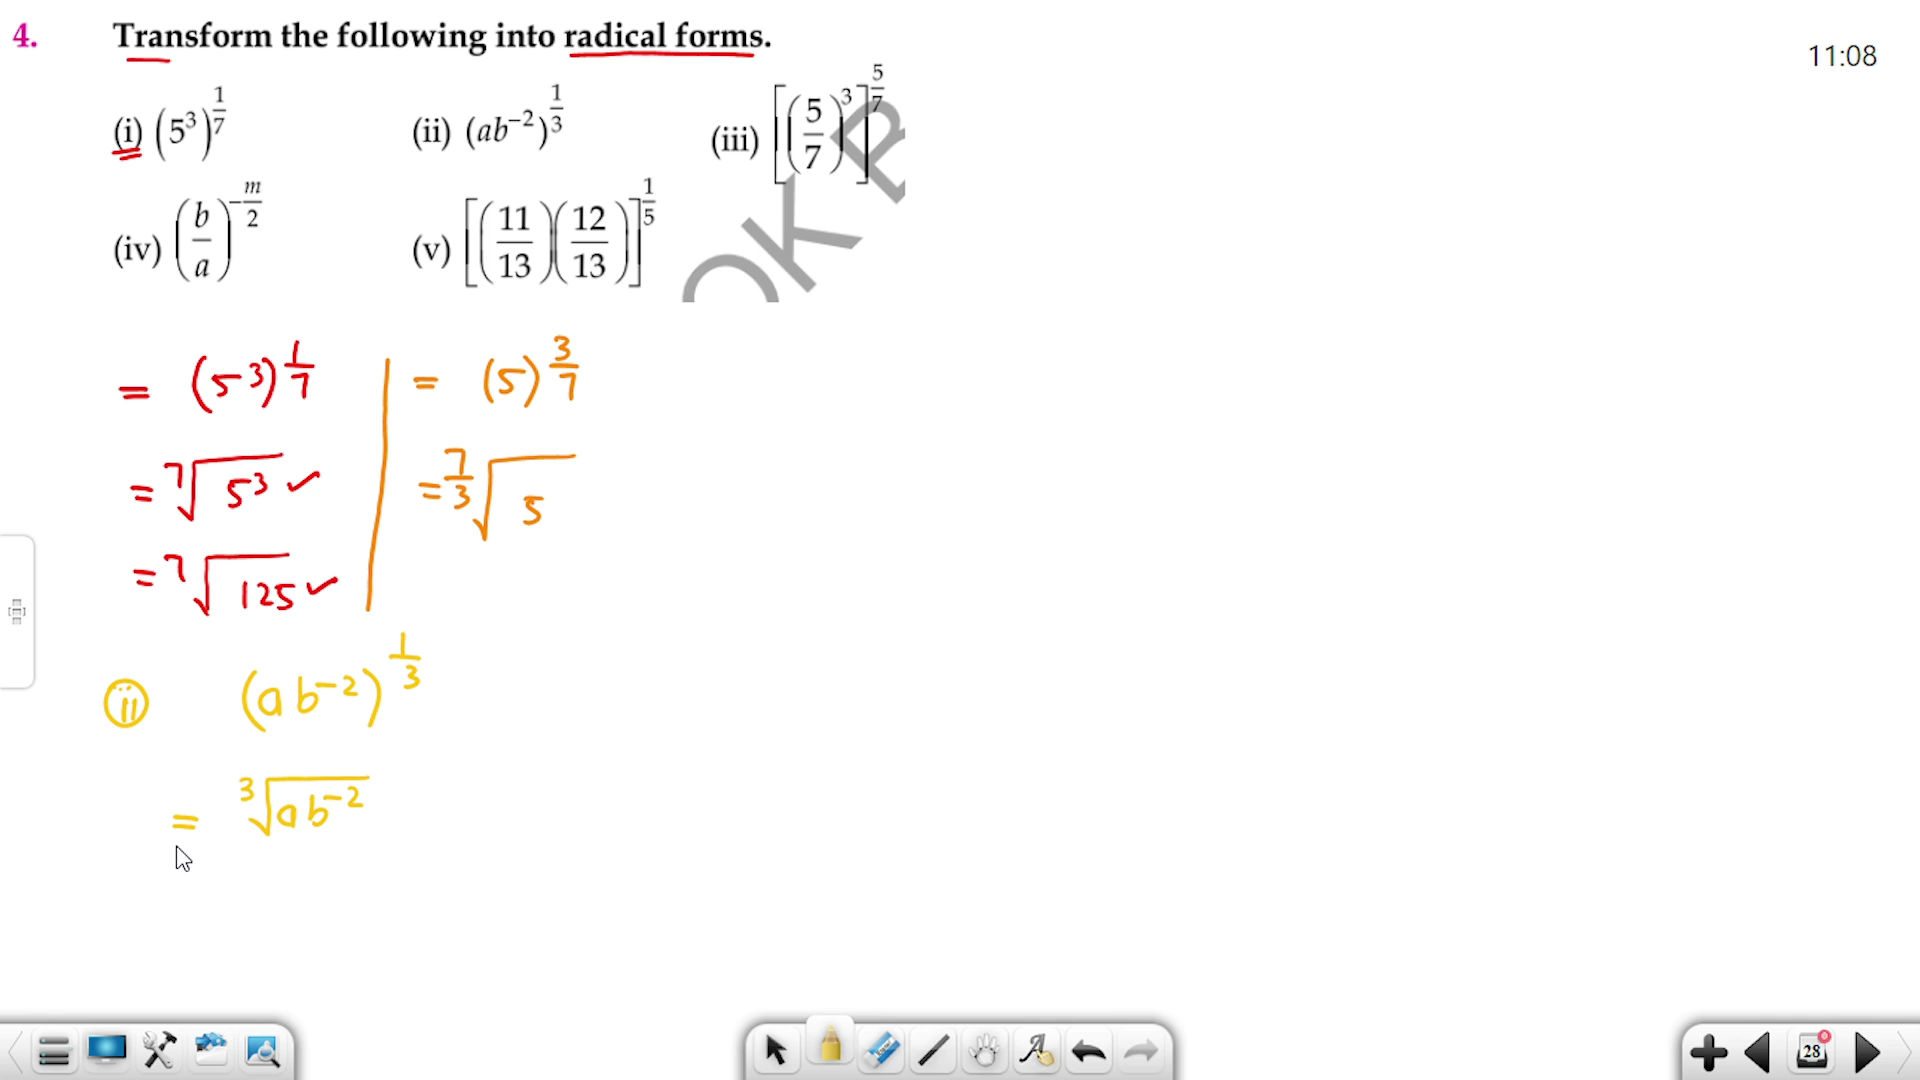 4. Transform the following into radical forms.
11:08
(i) (5³)^(1/7) (ii) (ab⁻²)^(1/3) (iii) [(5/7)³]^(5/7)
(iv) (b/a)^(-m/2) (v) [(11/13)(12/13)]^(1/5)
OK P
= (5³)^(1/7) = (5)^(3/7)
= ⁷√5³ ✓ = ^(7/3)√5
= ⁷√125 ✓
ii (ab⁻²)^(1/3)
= ³√ab⁻²
28